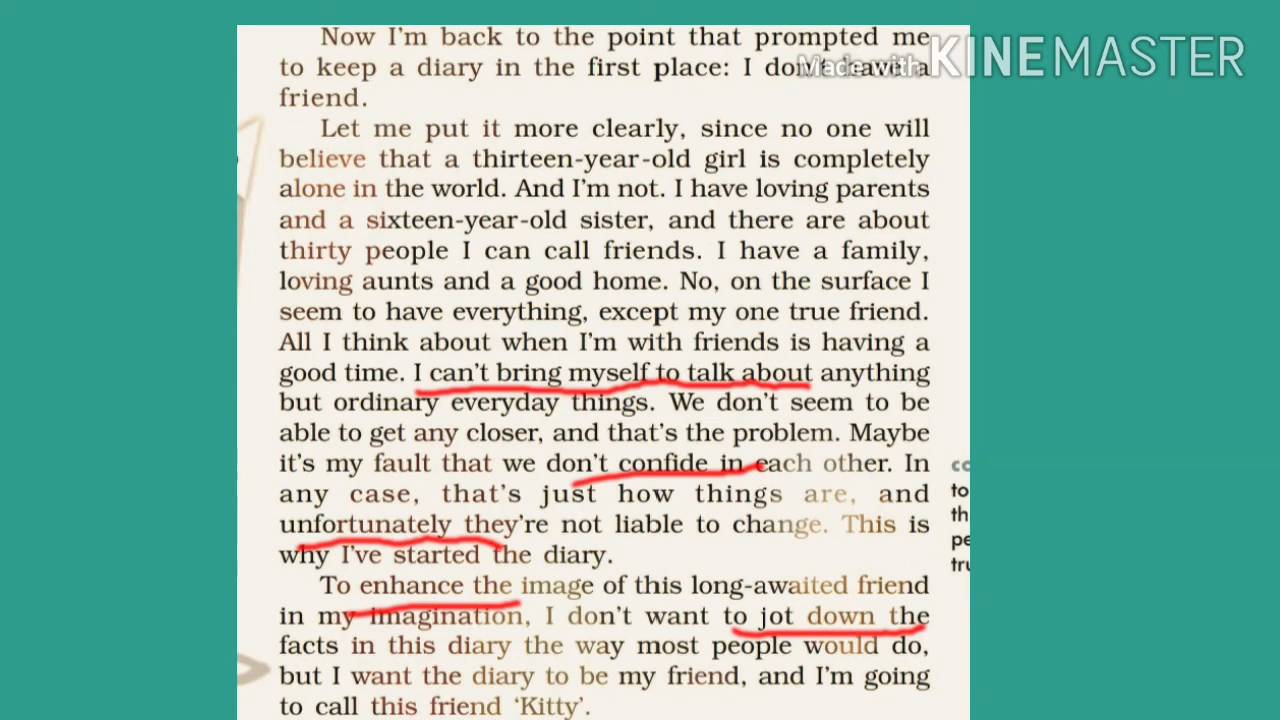 Now I'm back to the point that prompted me
to keep a diary in the first place: I don't have a
friend.
Let me put it more clearly, since no one will
believe that a thirteen-year-old girl is completely
alone in the world. And I'm not. I have loving parents
and a sixteen-year-old sister, and there are about
thirty people I can call friends. I have a family,
loving aunts and a good home. No, on the surface I
seem to have everything, except my one true friend.
All I think about when I'm with friends is having a
good time. I can't bring myself to talk about anything
but ordinary everyday things. We don't seem to be
able to get any closer, and that's the problem. Maybe
it's my fault that we don't confide in each other. In
any case, that's just how things are, and
unfortunately they're not liable to change. This is
why I've started the diary.
To enhance the image of this long-awaited friend
in my imagination, I don't want to jot down the
facts in this diary the way most people would do,
but I want the diary to be my friend, and I'm going
to call this friend ‘Kitty’.
Made with KINEMASTER
co
to
th
pe
tru